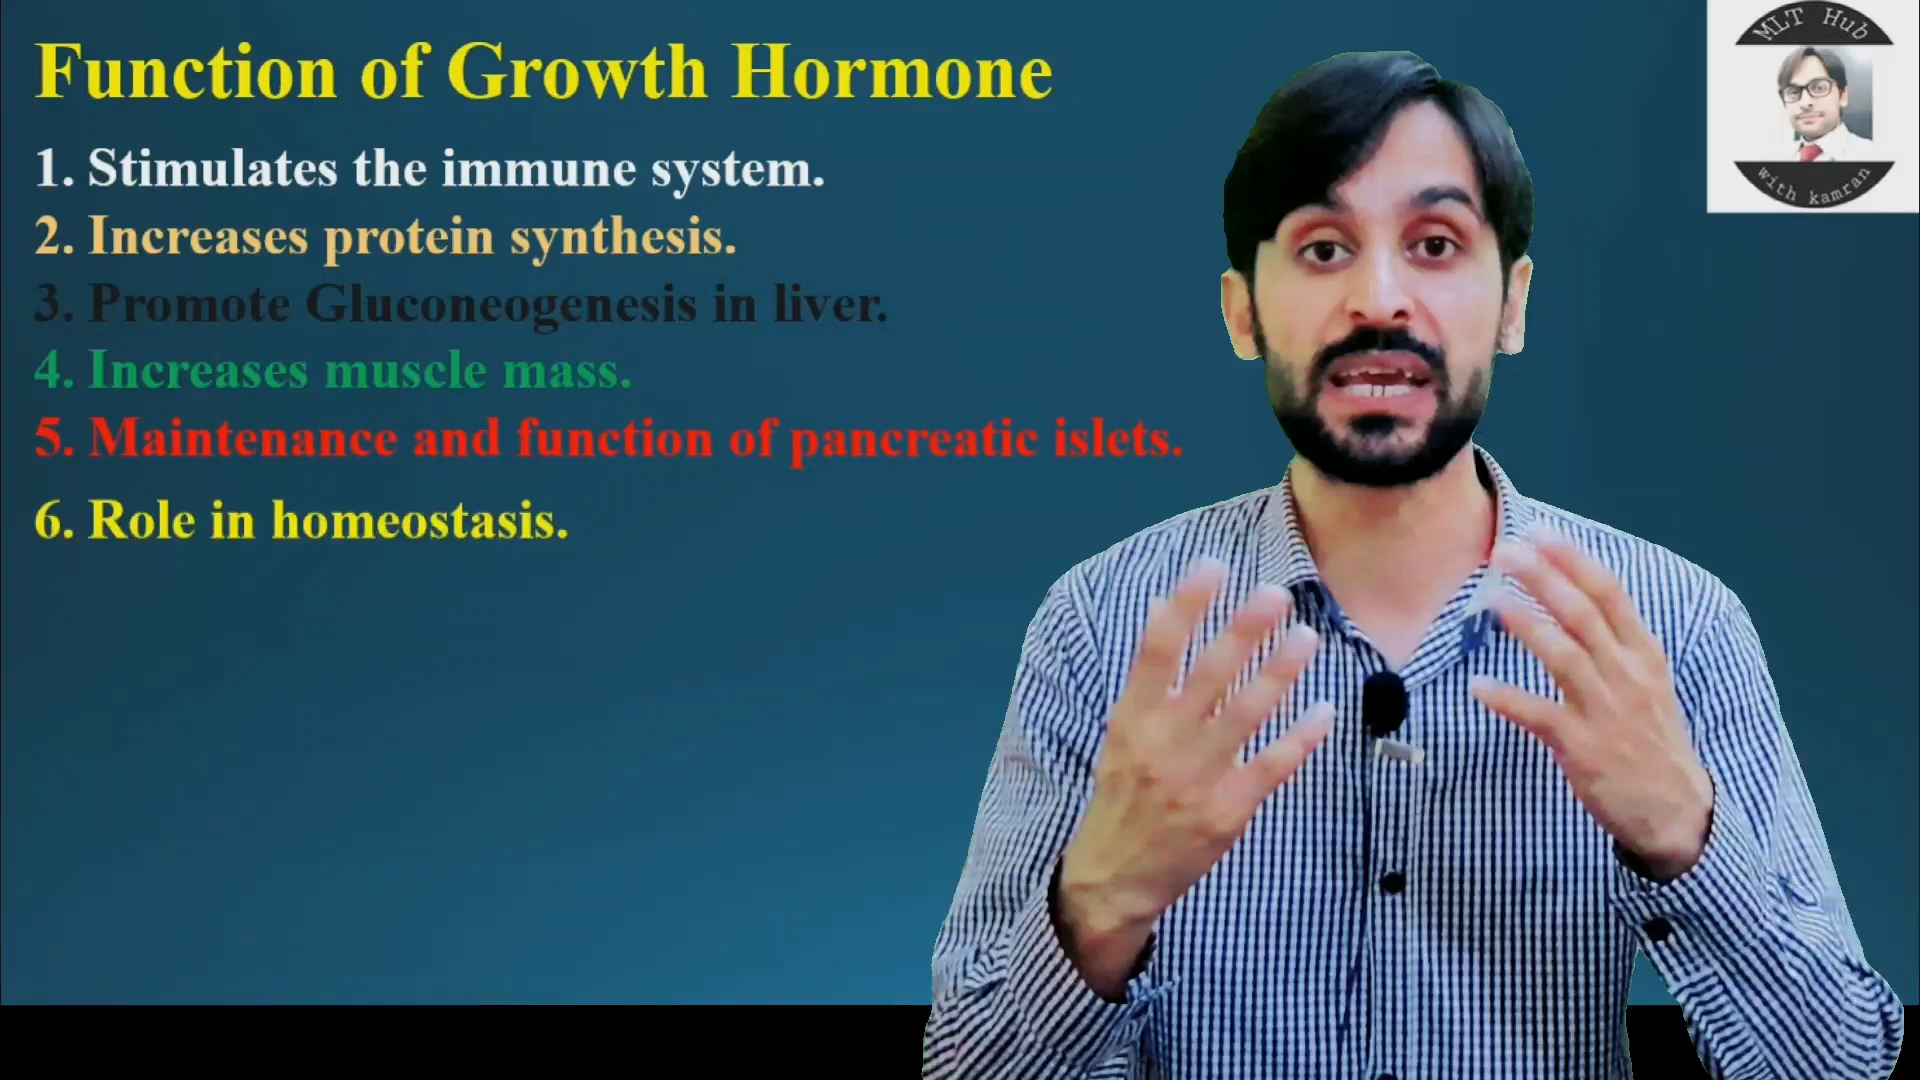 Function of Growth Hormone
1. Stimulates the immune system.
2. Increases protein synthesis.
3. Promote Gluconeogenesis in liver.
4. Increases muscle mass.
5. Maintenance and function of pancreatic islets.
6. Role in homeostasis.
MLT Hub
with kamran